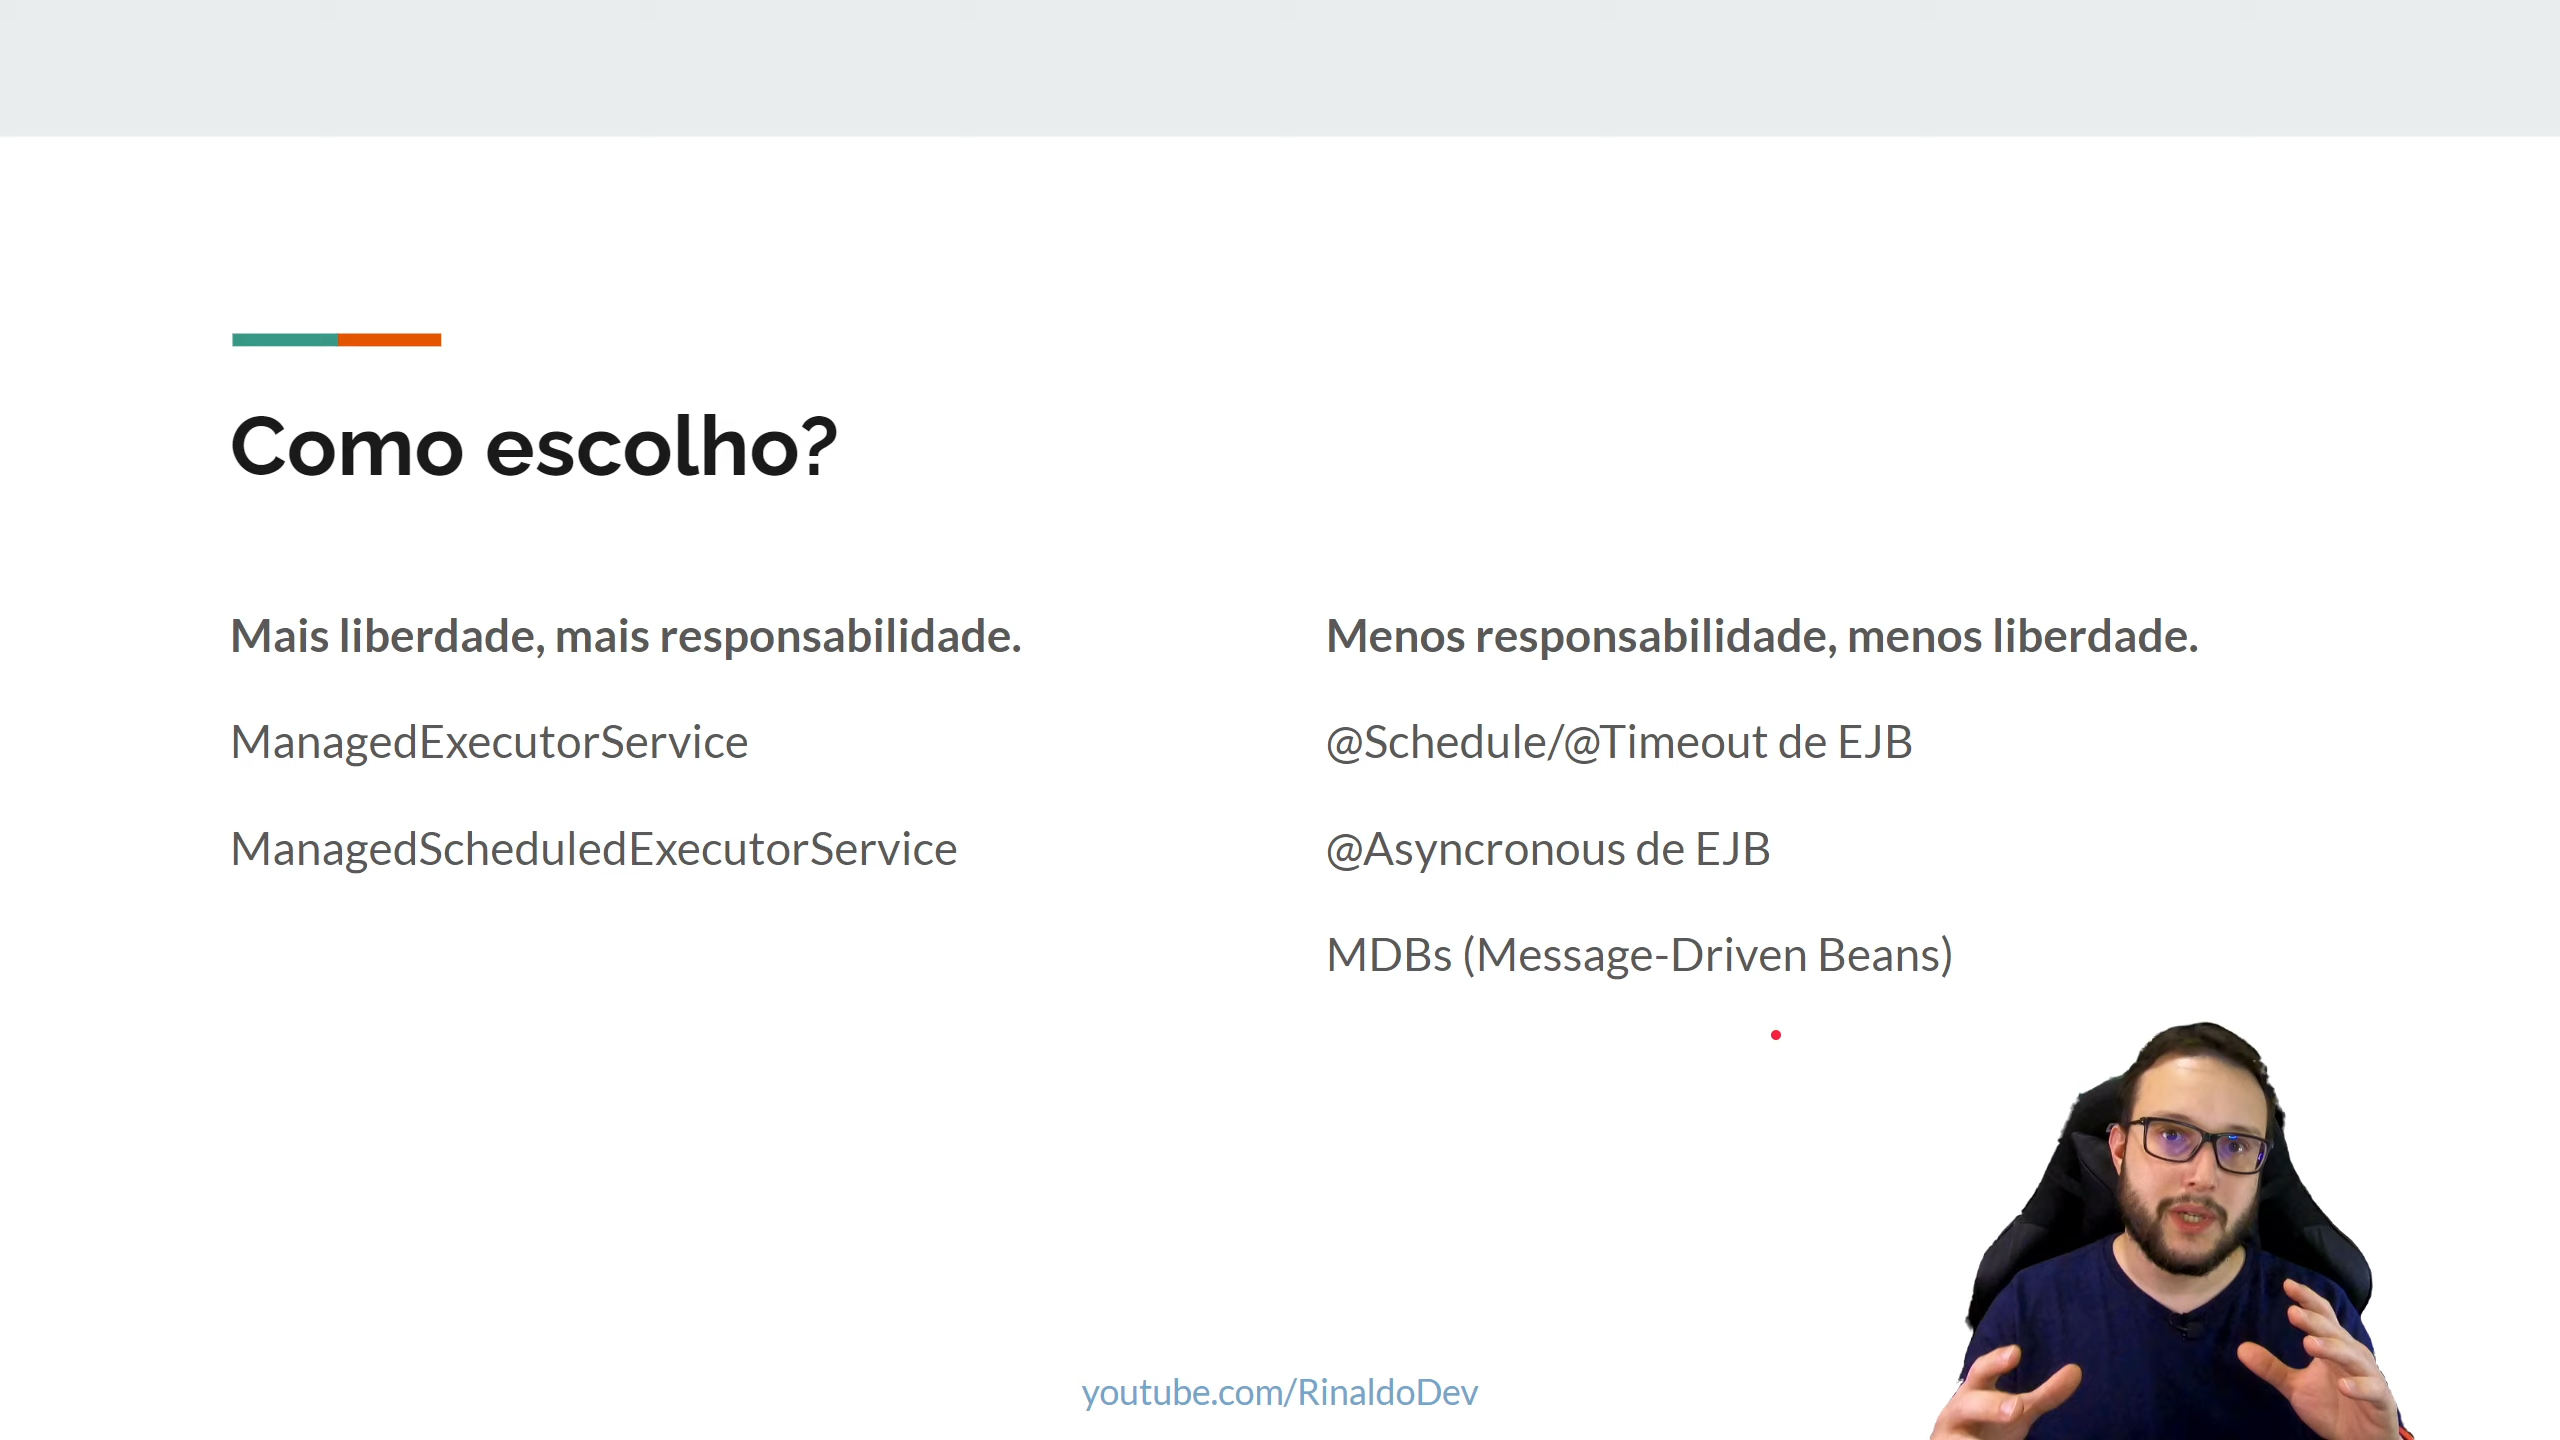 Como escolho?
Mais liberdade, mais responsabilidade.
ManagedExecutorService
ManagedScheduledExecutorService
Menos responsabilidade, menos liberdade.
@Schedule/@Timeout de EJB
@Asyncronous de EJB
MDBs (Message-Driven Beans)
youtube.com/RinaldoDev